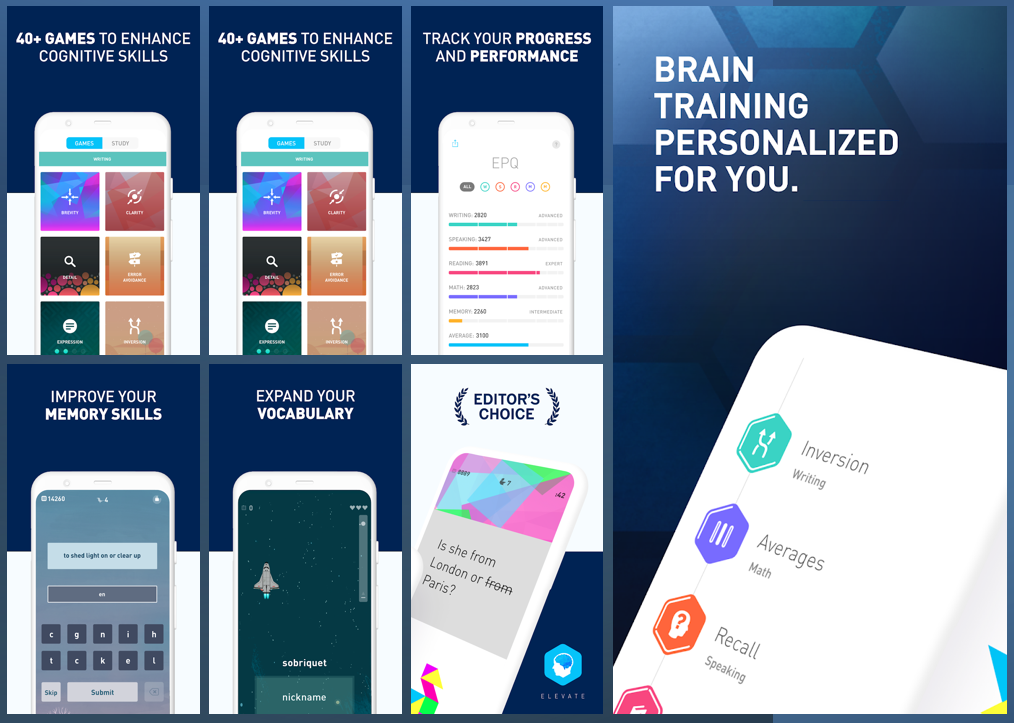 40+ GAMES TO ENHANCE
COGNITIVE SKILLS
GAMES STUDY
WRITING
BREVITY CLARITY
DETAIL ERROR
AVOIDANCE
EXPRESSION INVERSION
40+ GAMES TO ENHANCE
COGNITIVE SKILLS
GAMES STUDY
WRITING
BREVITY CLARITY
DETAIL ERROR
AVOIDANCE
EXPRESSION INVERSION
TRACK YOUR PROGRESS
AND PERFORMANCE
EPQ
ALL W S R M M
WRITING: 2820 ADVANCED
SPEAKING: 3427 ADVANCED
READING: 3891 EXPERT
MATH: 2823 ADVANCED
MEMORY: 2260 INTERMEDIATE
AVERAGE: 3100
BRAIN
TRAINING
PERSONALIZED
FOR YOU.
Inversion
Writing
Averages
Math
Recall
Speaking
IMPROVE YOUR
MEMORY SKILLS
14260 4
to shed light on or clear up
en
c g n i h
t c k e l
Skip Submit
EXPAND YOUR
VOCABULARY
0
sobriquet
nickname
EDITOR'S
CHOICE
8889 7 :42
Is she from
London or from
Paris?
ELEVATE